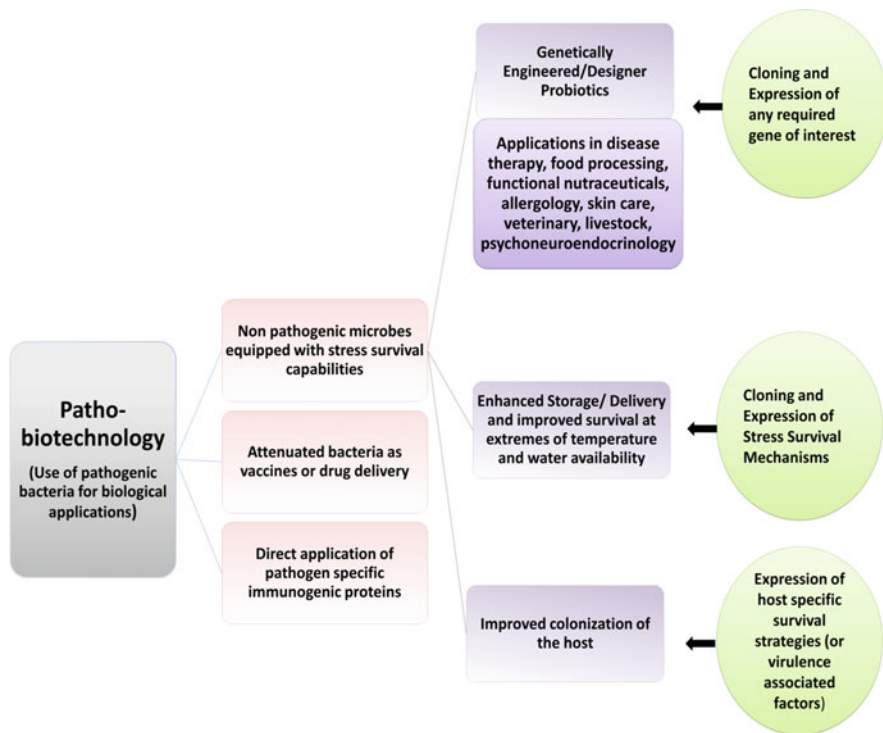 Patho-
biotechnology
(Use of pathogenic
bacteria for biological
applications)
Non pathogenic microbes
equipped with stress survival
capabilities
Attenuated bacteria as
vaccines or drug delivery
Direct application of
pathogen specific
immunogenic proteins
Genetically
Engineered/Designer
Probiotics
Applications in disease
therapy, food processing,
functional nutraceuticals,
allergology, skin care,
veterinary, livestock,
psychoneuroendocrinology
Enhanced Storage/ Delivery
and improved survival at
extremes of temperature
and water availability
Improved colonization of
the host
Cloning and
Expression of
any required
gene of interest
Cloning and
Expression of
Stress Survival
Mechanisms
Expression of
host specific
survival
strategies (or
virulence
associated
factors)